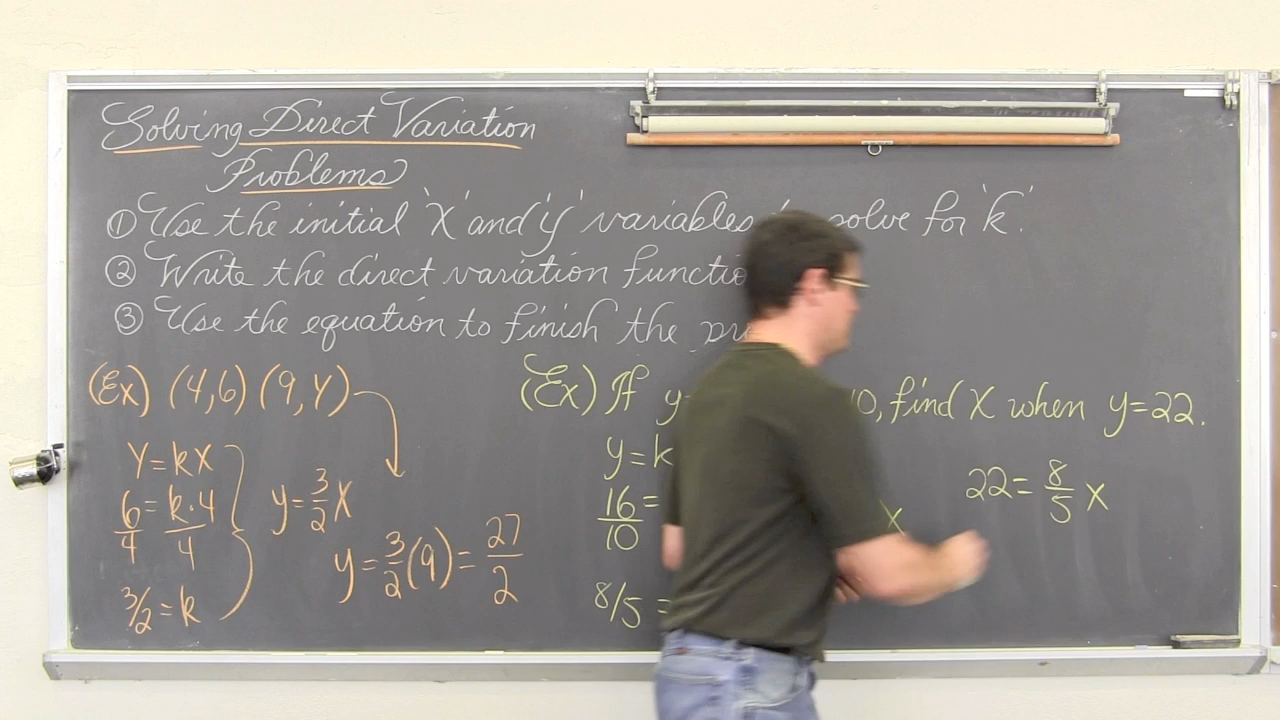 Solving Direct Variation
Problems
① Use the initial 'x' and 'y' variables solve for 'k'.
② Write the direct variation
③ Use the equation to finish the
(Ex) (4,6) (9,Y)
Y=kX
6/4 = k·4/4
3/2 = k
y=3/2 X
y=3/2(9)=27/2
(Ex) If y 10, find X when y=22.
y=k
16/10 =
8/5 =
x
22=8/5 x